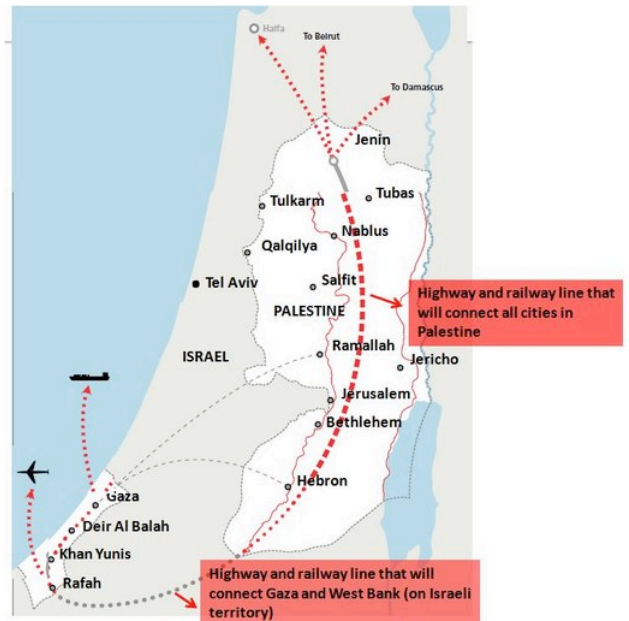 Haifa
To Beirut
To Damascus
Jenin
Tubas
Tulkarm
Nablus
Qalqilya
Tel Aviv
Salfit
PALESTINE
Highway and railway line that
will connect all cities in
Palestine
ISRAEL
Ramallah
Jericho
Jerusalem
Bethlehem
Hebron
Gaza
Deir Al Balah
Khan Yunis
Rafah
Highway and railway line that will
connect Gaza and West Bank (on Israeli
territory)